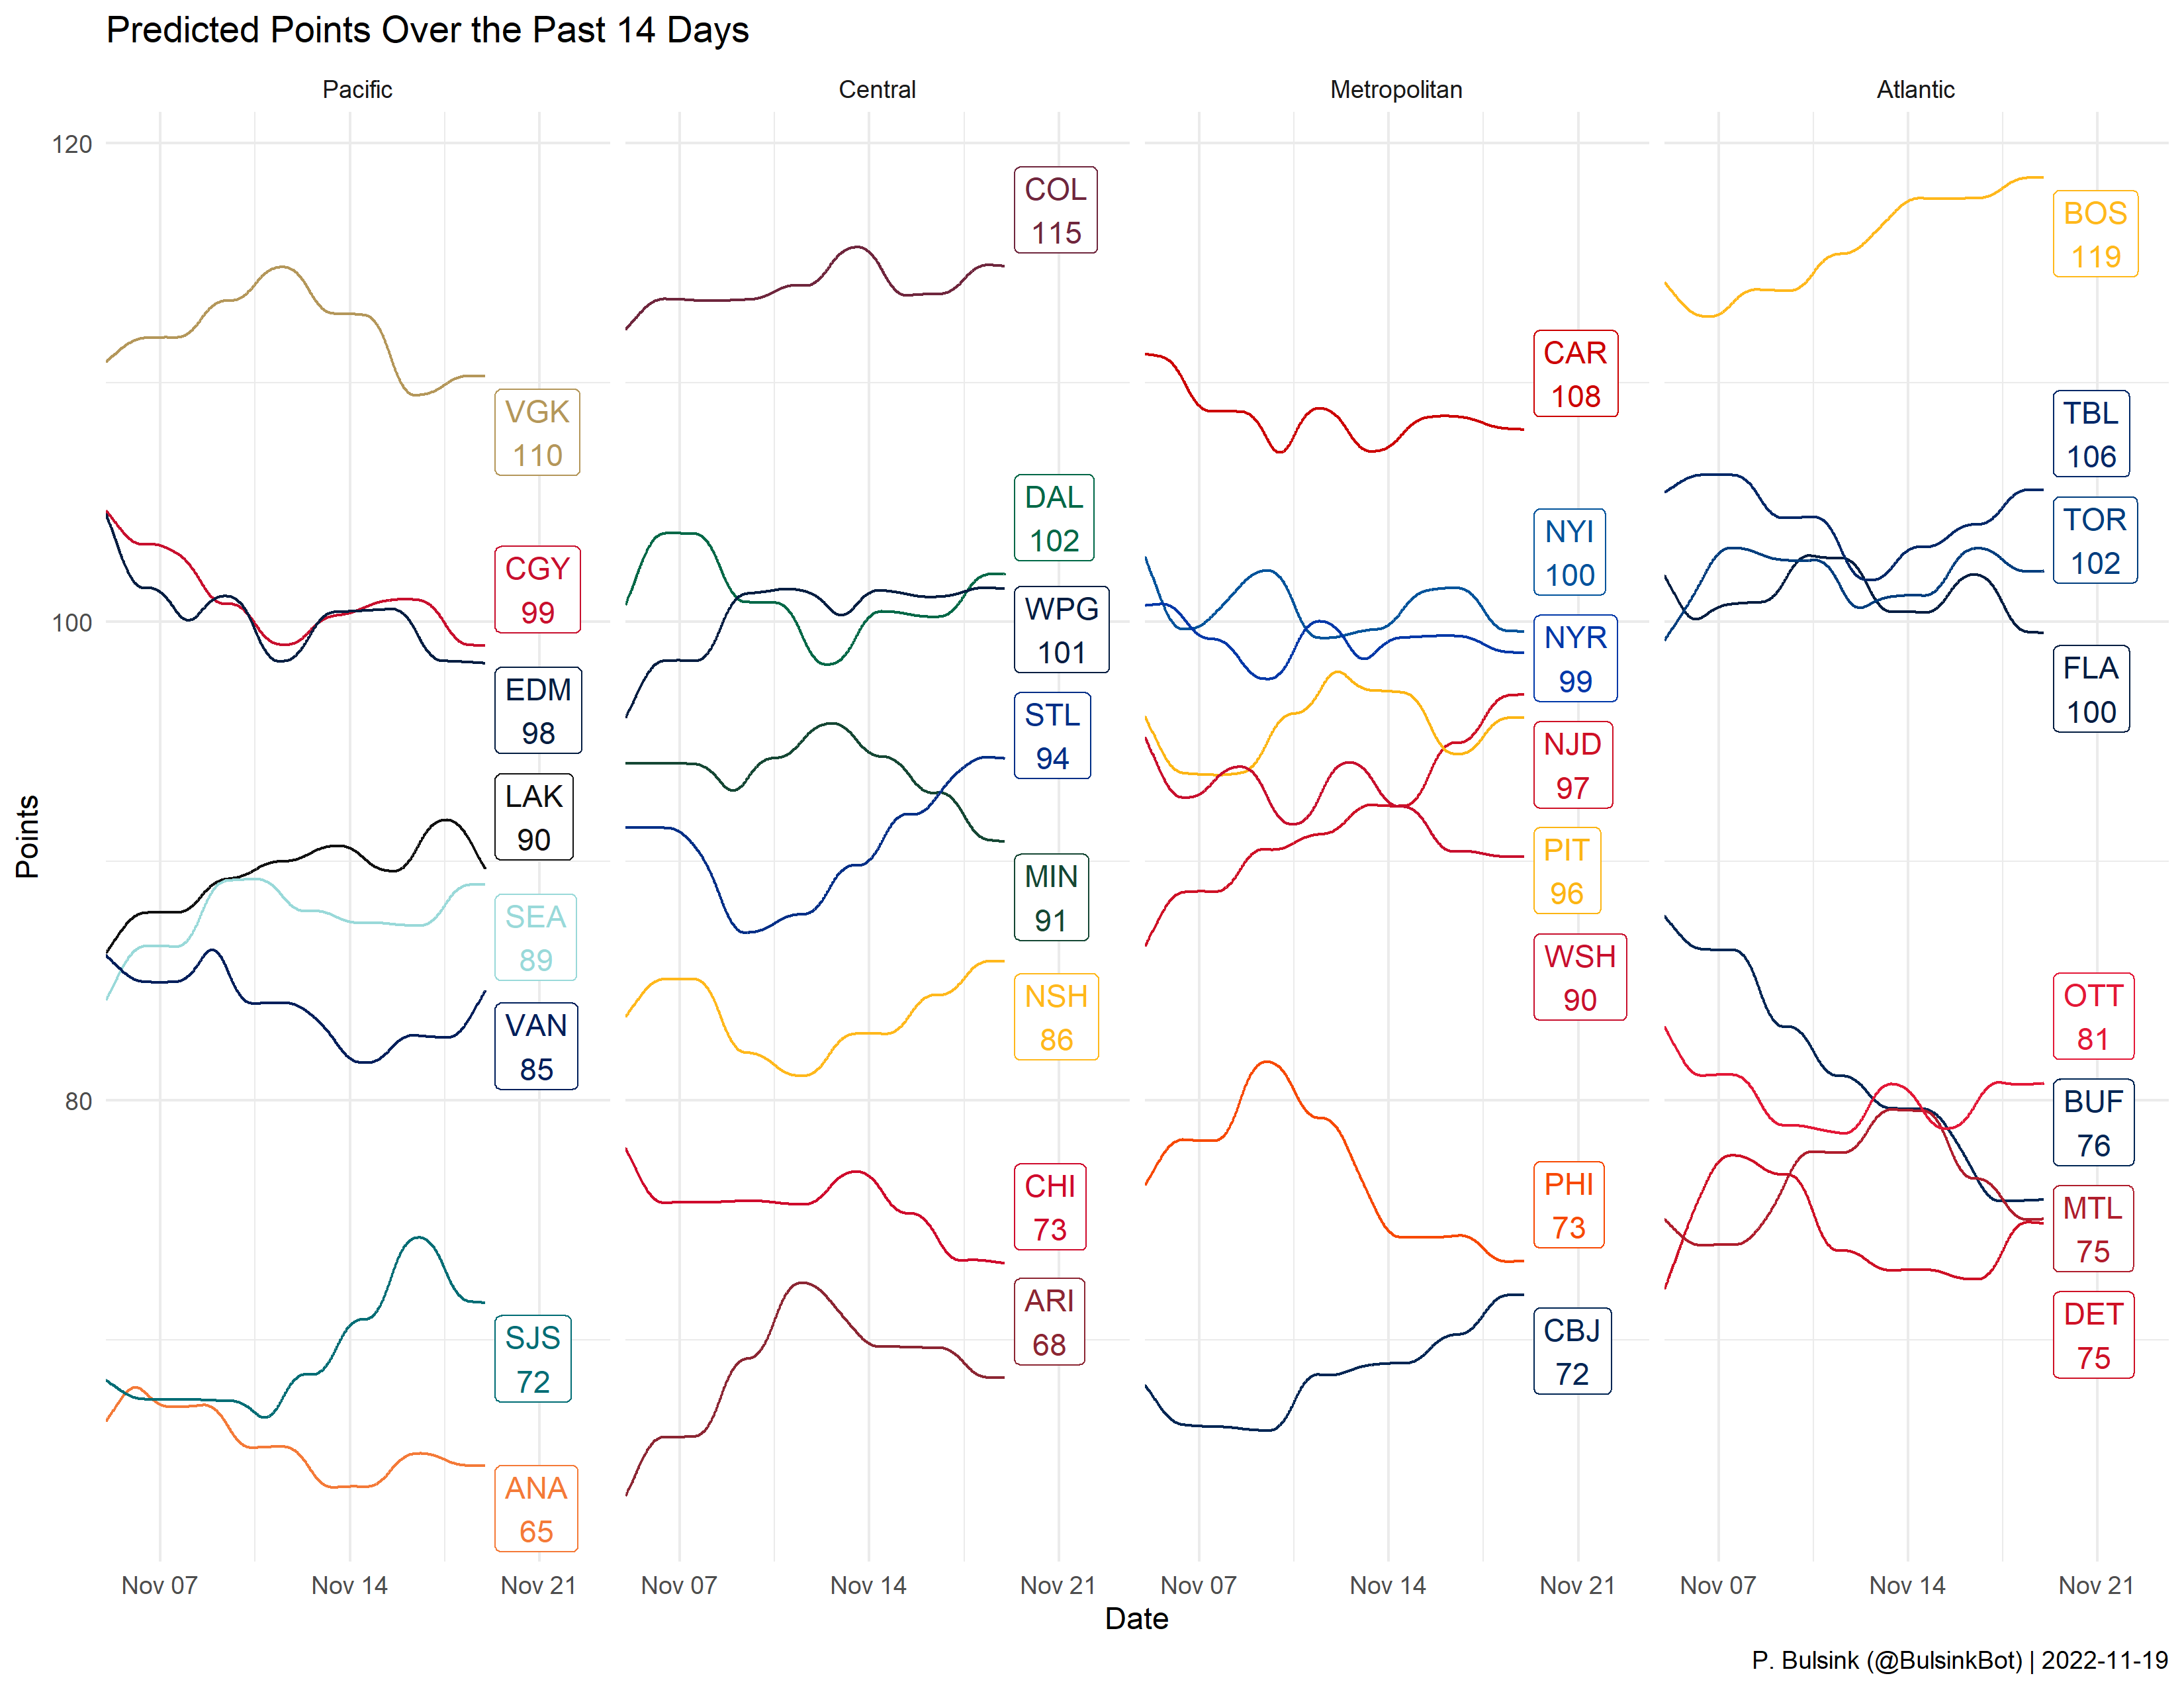 Predicted Points Over the Past 14 Days
Pacific
Central
Metropolitan
Atlantic
Points
120
100
80
VGK
110
CGY
99
EDM
98
LAK
90
SEA
89
VAN
85
SJS
72
ANA
65
COL
115
DAL
102
WPG
101
STL
94
MIN
91
NSH
86
CHI
73
ARI
68
CAR
108
NYI
100
NYR
99
NJD
97
PIT
96
WSH
90
PHI
73
CBJ
72
BOS
119
TBL
106
TOR
102
FLA
100
OTT
81
BUF
76
MTL
75
DET
75
Nov 07 Nov 14 Nov 21 Nov 07 Nov 14 Nov 21 Nov 07 Nov 14 Nov 21 Nov 07 Nov 14 Nov 21
Date
P. Bulsink (@BulsinkBot) | 2022-11-19